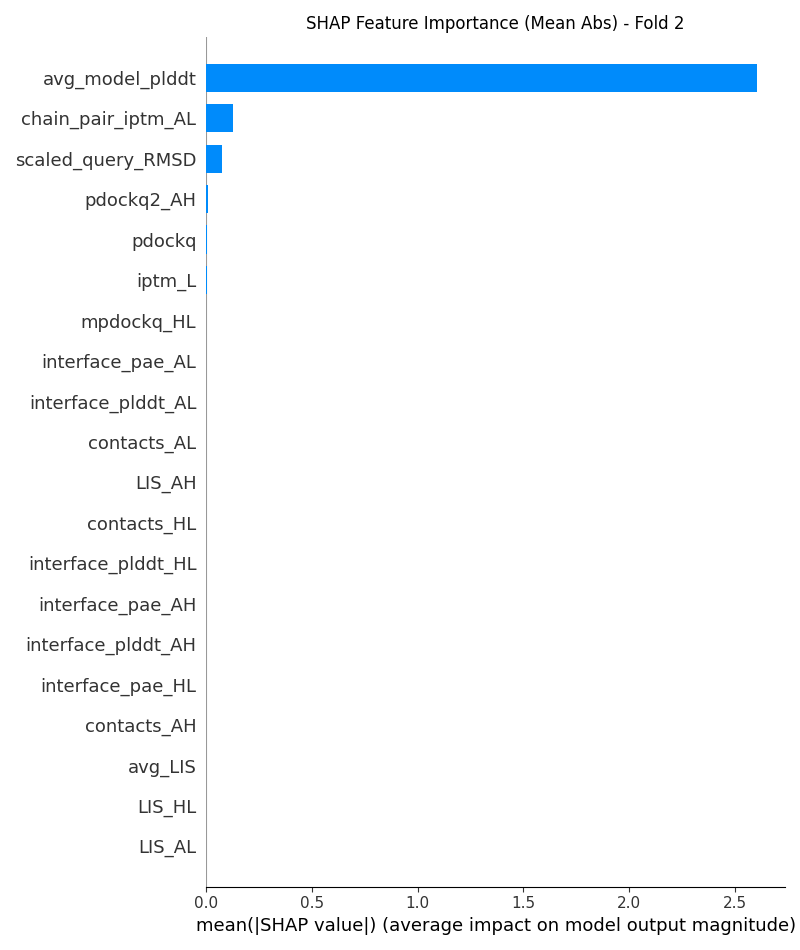 SHAP Feature Importance (Mean Abs) - Fold 2
avg_model_plddt
chain_pair_iptm_AL
scaled_query_RMSD
pdockq2_AH
pdockq
iptm_L
mpdockq_HL
interface_pae_AL
interface_plddt_AL
contacts_AL
LIS_AH
contacts_HL
interface_plddt_HL
interface_pae_AH
interface_plddt_AH
interface_pae_HL
contacts_AH
avg_LIS
LIS_HL
LIS_AL
0.0 0.5 1.0 1.5 2.0 2.5
mean(|SHAP value|) (average impact on model output magnitude)